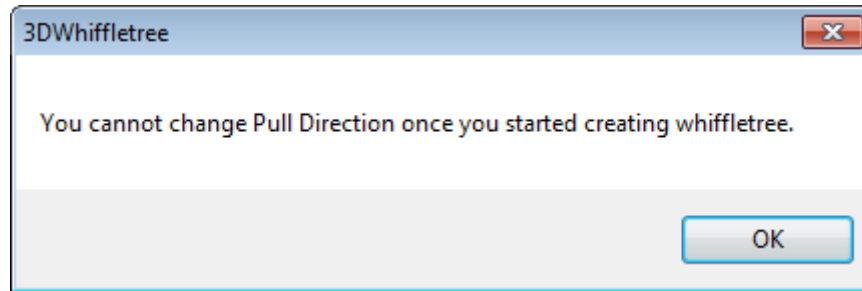 3DWhiffletree
You cannot change Pull Direction once you started creating whiffletree.
OK